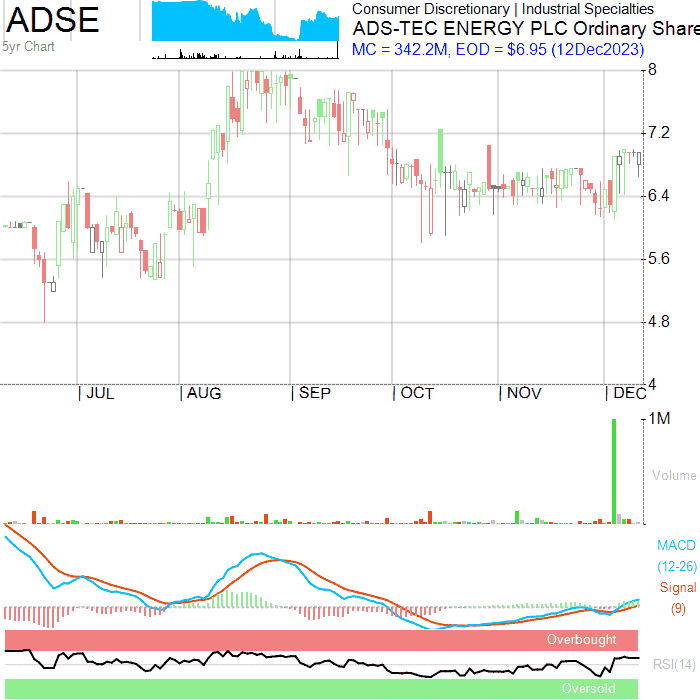 ADSE
5yr Chart
Consumer Discretionary | Industrial Specialties
ADS-TEC ENERGY PLC Ordinary Share
MC = 342.2M, EOD = $6.95 (12Dec2023)
8
7.2
6.4
5.6
4.8
4
| JUL
| AUG
| SEP
| OCT
| NOV
| DEC
1M
Volume
MACD
(12-26)
Signal
(9)
Overbought
RSI(14)
Oversold